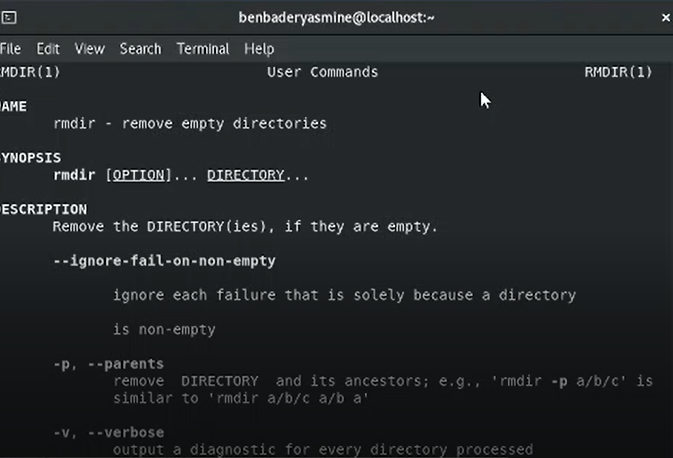 benbaderyasmine@localhost:~
File Edit View Search Terminal Help
MDIR(1) User Commands RMDIR(1)
AME
rmdir - remove empty directories
YNOPSIS
rmdir [OPTION]... DIRECTORY...
ESCRIPTION
Remove the DIRECTORY(ies), if they are empty.
--ignore-fail-on-non-empty
ignore each failure that is solely because a directory
is non-empty
-p, --parents
remove DIRECTORY and its ancestors; e.g., 'rmdir -p a/b/c' is
similar to 'rmdir a/b/c a/b a'
-v, --verbose
output a diagnostic for every directory processed